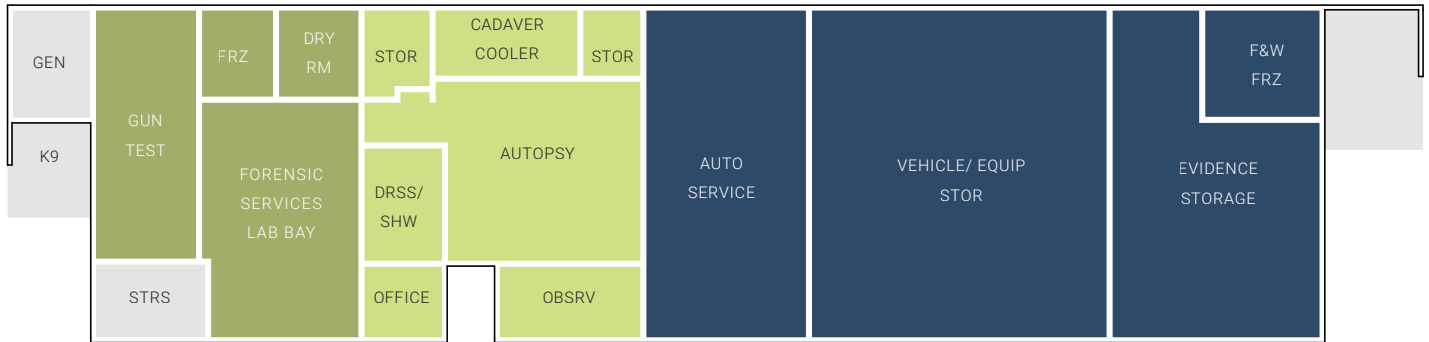 GEN
K9
GUN
TEST
STRS
FRZ
DRY
RM
FORENSIC
SERVICES
LAB BAY
STOR
CADAVER
COOLER
STOR
AUTOPSY
DRSS/
SHW
OFFICE
OBSRV
AUTO
SERVICE
VEHICLE/ EQUIP
STOR
F&W
FRZ
EVIDENCE
STORAGE